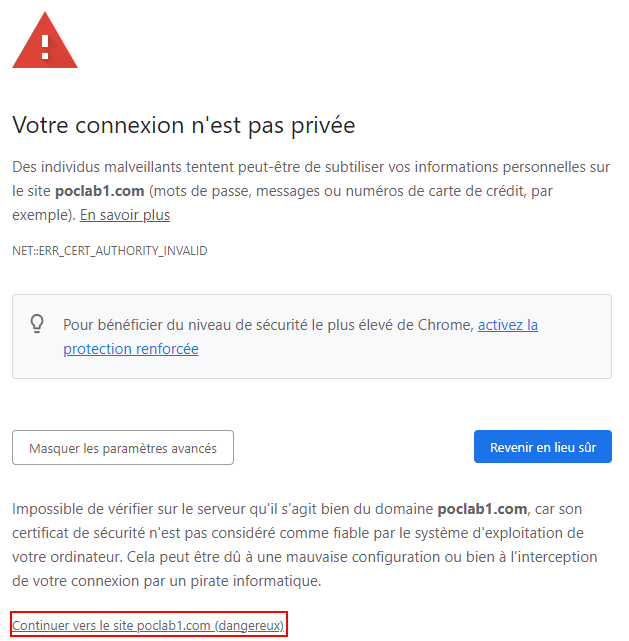 Votre connexion n'est pas privée
Des individus malveillants tentent peut-être de subtiliser vos informations personnelles sur
le site poclab1.com (mots de passe, messages ou numéros de carte de crédit, par
exemple). En savoir plus
NET::ERR_CERT_AUTHORITY_INVALID
Pour bénéficier du niveau de sécurité le plus élevé de Chrome, activez la
protection renforcée
Masquer les paramètres avancés
Revenir en lieu sûr
Impossible de vérifier sur le serveur qu'il s'agit bien du domaine poclab1.com, car son
certificat de sécurité n'est pas considéré comme fiable par le système d'exploitation de
votre ordinateur. Cela peut être dû à une mauvaise configuration ou bien à l'interception
de votre connexion par un pirate informatique.
Continuer vers le site poclab1.com (dangereux)